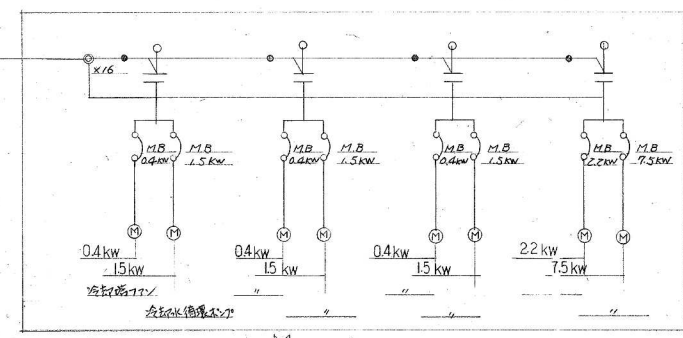 ×16
M.B M.B M.B M.B M.B M.B M.B M.B
0.4kW 1.5kW 0.4kW 1.5kW 0.4kW 1.5kW 2.2kW 7.5kW
M M M M M M M M
0.4kw 0.4kw 0.4kw 2.2kw
1.5kw 1.5kw 1.5kw 7.5kw
冷却塔ファン 〃 〃
冷却水循環ポンプ 〃 〃 〃